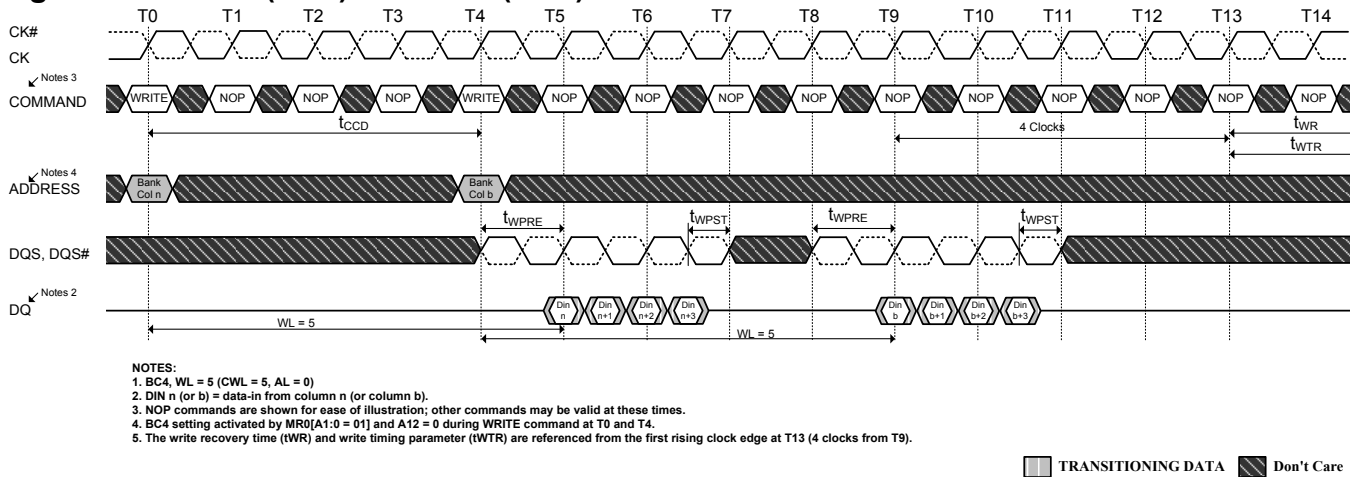 T0 T1 T2 T3 T4 T5 T6 T7 T8 T9 T10 T11 T12 T13 T14
CK#
CK
Notes 3
COMMAND WRITE NOP NOP NOP WRITE NOP NOP NOP NOP NOP NOP NOP NOP NOP NOP
tCCD 4 Clocks tWR
tWTR
Notes 4
ADDRESS
Bank
Col n
Bank
Col b
tWPRE tWPST tWPRE tWPST
DQS, DQS#
Notes 2
DQ
Din
n
Din
n+1
Din
n+2
Din
n+3
Din
b
Din
b+1
Din
b+2
Din
b+3
WL = 5
WL = 5
NOTES:
1. BC4, WL = 5 (CWL = 5, AL = 0)
2. DIN n (or b) = data-in from column n (or column b).
3. NOP commands are shown for ease of illustration; other commands may be valid at these times.
4. BC4 setting activated by MR0[A1:0 = 01] and A12 = 0 during WRITE command at T0 and T4.
5. The write recovery time (tWR) and write timing parameter (tWTR) are referenced from the first rising clock edge at T13 (4 clocks from T9).
TRANSITIONING DATA Don't Care